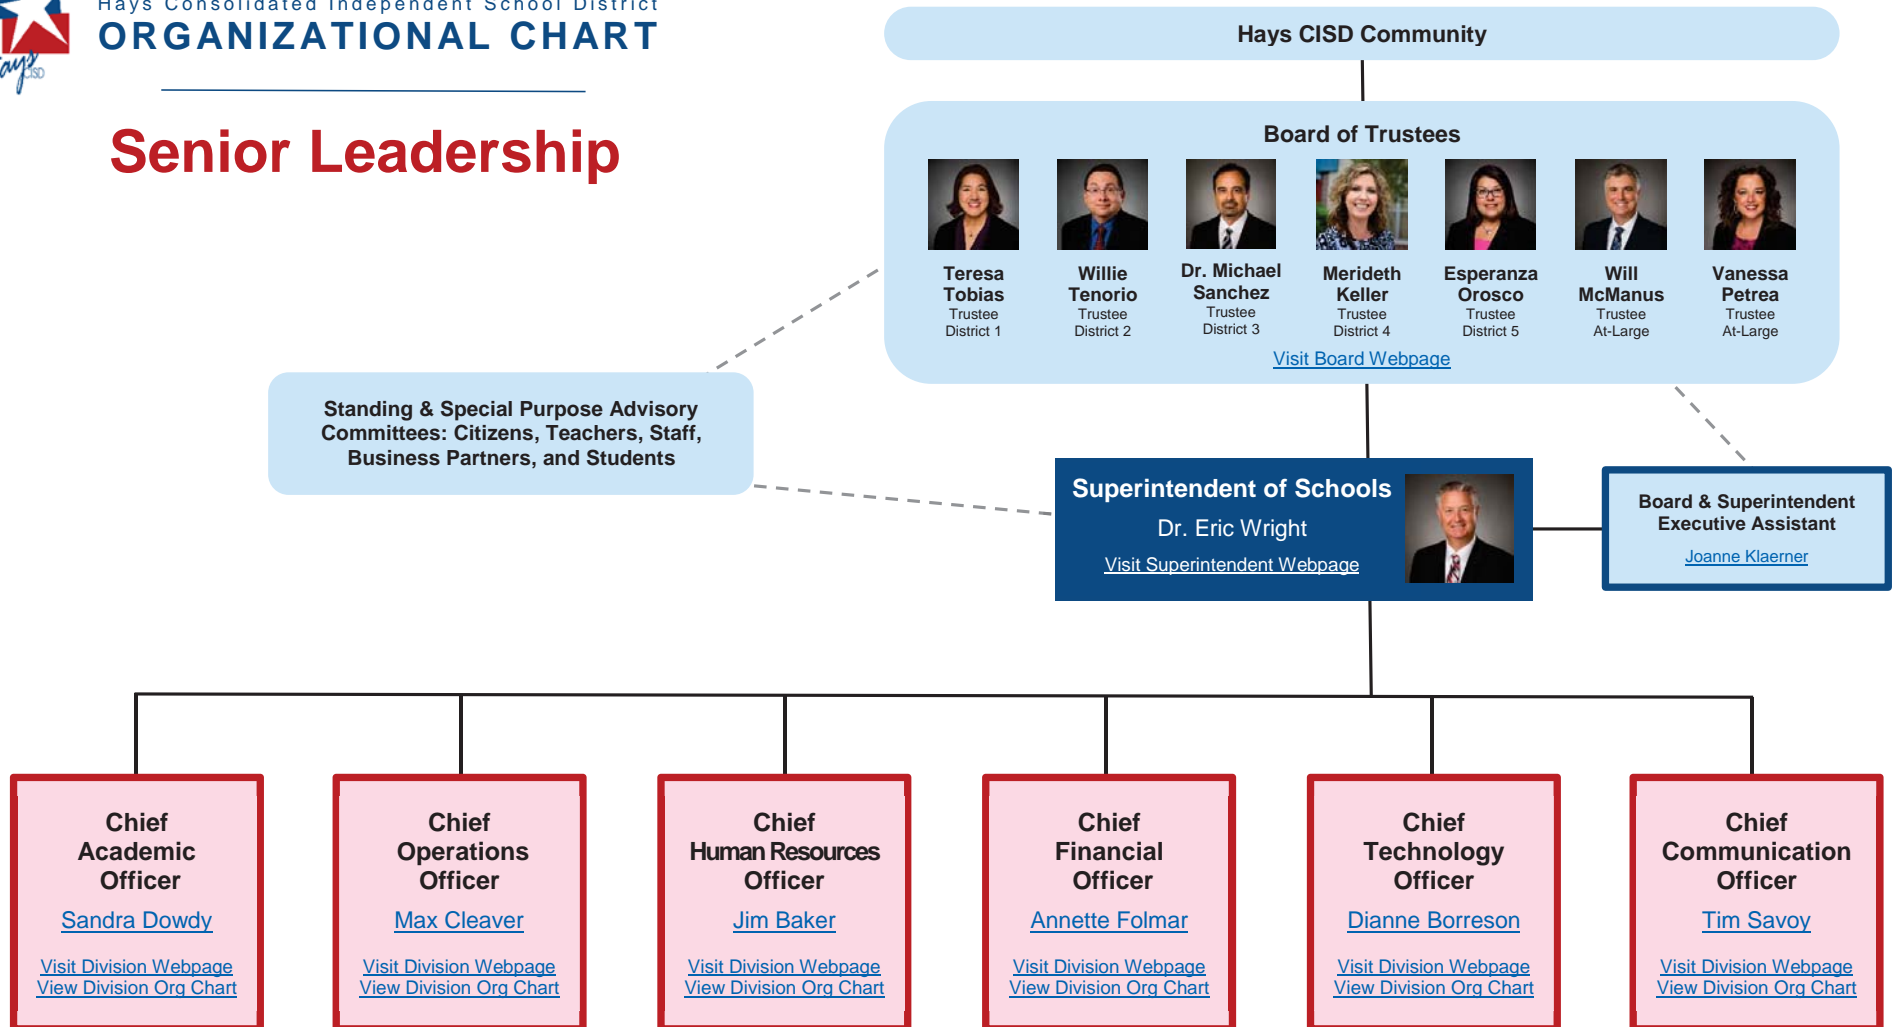 Hays Consolidated Independent School District
ORGANIZATIONAL CHART
Hays
CISD
Senior Leadership
Hays CISD Community
Board of Trustees
Teresa
Tobias
Trustee
District 1
Willie
Tenorio
Trustee
District 2
Dr. Michael
Sanchez
Trustee
District 3
Merideth
Keller
Trustee
District 4
Esperanza
Orosco
Trustee
District 5
Will
McManus
Trustee
At-Large
Vanessa
Petrea
Trustee
At-Large
Visit Board Webpage
Standing & Special Purpose Advisory
Committees: Citizens, Teachers, Staff,
Business Partners, and Students
Superintendent of Schools
Dr. Eric Wright
Visit Superintendent Webpage
Board & Superintendent
Executive Assistant
Joanne Klaerner
Chief
Academic
Officer
Sandra Dowdy
Visit Division Webpage
View Division Org Chart
Chief
Operations
Officer
Max Cleaver
Visit Division Webpage
View Division Org Chart
Chief
Human Resources
Officer
Jim Baker
Visit Division Webpage
View Division Org Chart
Chief
Financial
Officer
Annette Folmar
Visit Division Webpage
View Division Org Chart
Chief
Technology
Officer
Dianne Borreson
Visit Division Webpage
View Division Org Chart
Chief
Communication
Officer
Tim Savoy
Visit Division Webpage
View Division Org Chart